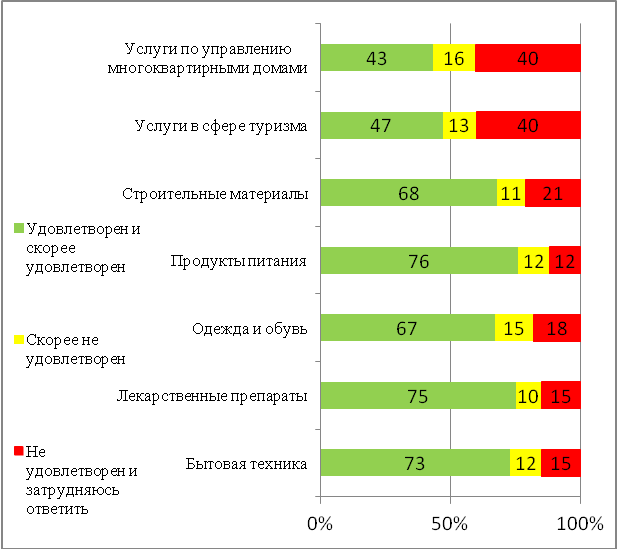 Услуги по управлению
многоквартирными домами
43 16 40
Услуги в сфере туризма
47 13 40
Строительные материалы
68 11 21
Удовлетворен и
скорее
удовлетворен
Продукты питания
76 12 12
Одежда и обувь
67 15 18
Скорее не
удовлетворен
Лекарственные препараты
75 10 15
Не
удовлетворен и
затрудняюсь
ответить
Бытовая техника
73 12 15
0% 50% 100%